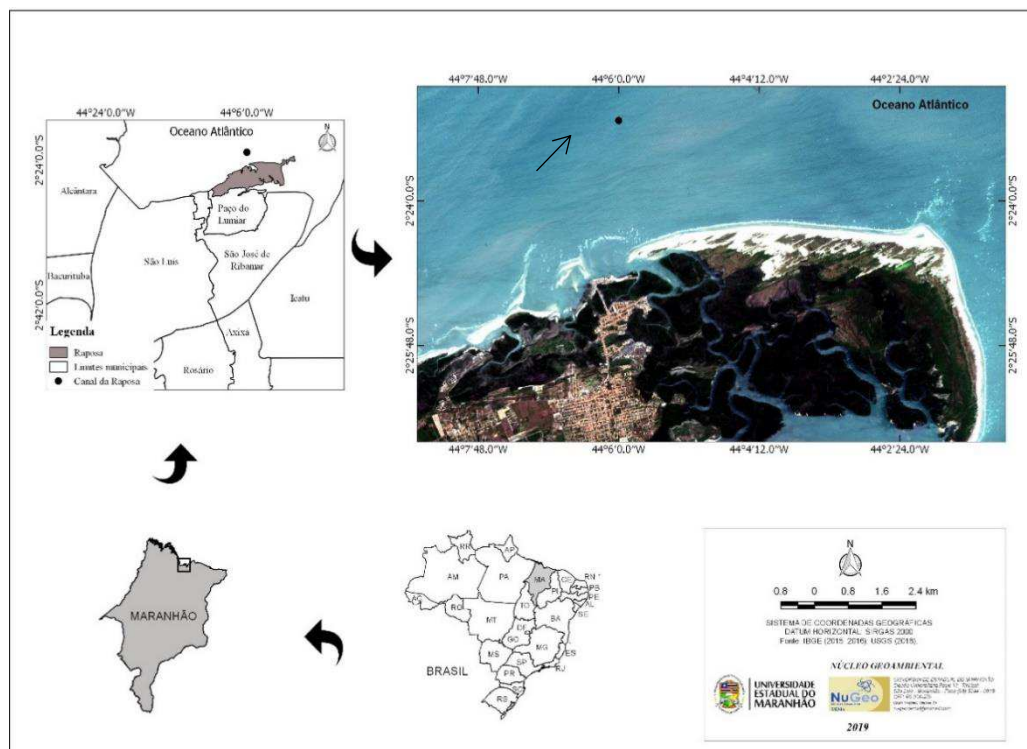 44°24'0.0"W 44°6'0.0"W
Oceano Atlântico
N
2°24'0.0"S
2°42'0.0"S
Alcântara
Paço do
Lumiar
São Luís
São José de
Ribamar
Bacurituba
Icatu
Axixá
Rosário
Legenda
Raposa
Limites municipais
Canal da Raposa
44°7'48.0"W 44°6'0.0"W 44°4'12.0"W 44°2'24.0"W
Oceano Atlântico
2°24'0.0"S
2°25'48.0"S
2°24'0.0"S
2°25'48.0"S
44°7'48.0"W 44°6'0.0"W 44°4'12.0"W 44°2'24.0"W
MARANHÃO
RR
AP
AM
PA
MA
CE
RN
PB
PE
AL
SE
PI
AC
RO
TO
BA
MT
DF
GO
MG
ES
MS
SP
RJ
PR
RS
BRASIL
N
0.8 0 0.8 1.6 2.4 km
SISTEMA DE COORDENADAS GEOGRÁFICAS
DATUM HORIZONTAL: SIRGAS 2000
Fonte: IBGE (2015, 2016); USGS (2018).
NÚCLEO GEOAMBIENTAL
UNIVERSIDADE
ESTADUAL DO
MARANHÃO
NuGeo
2019